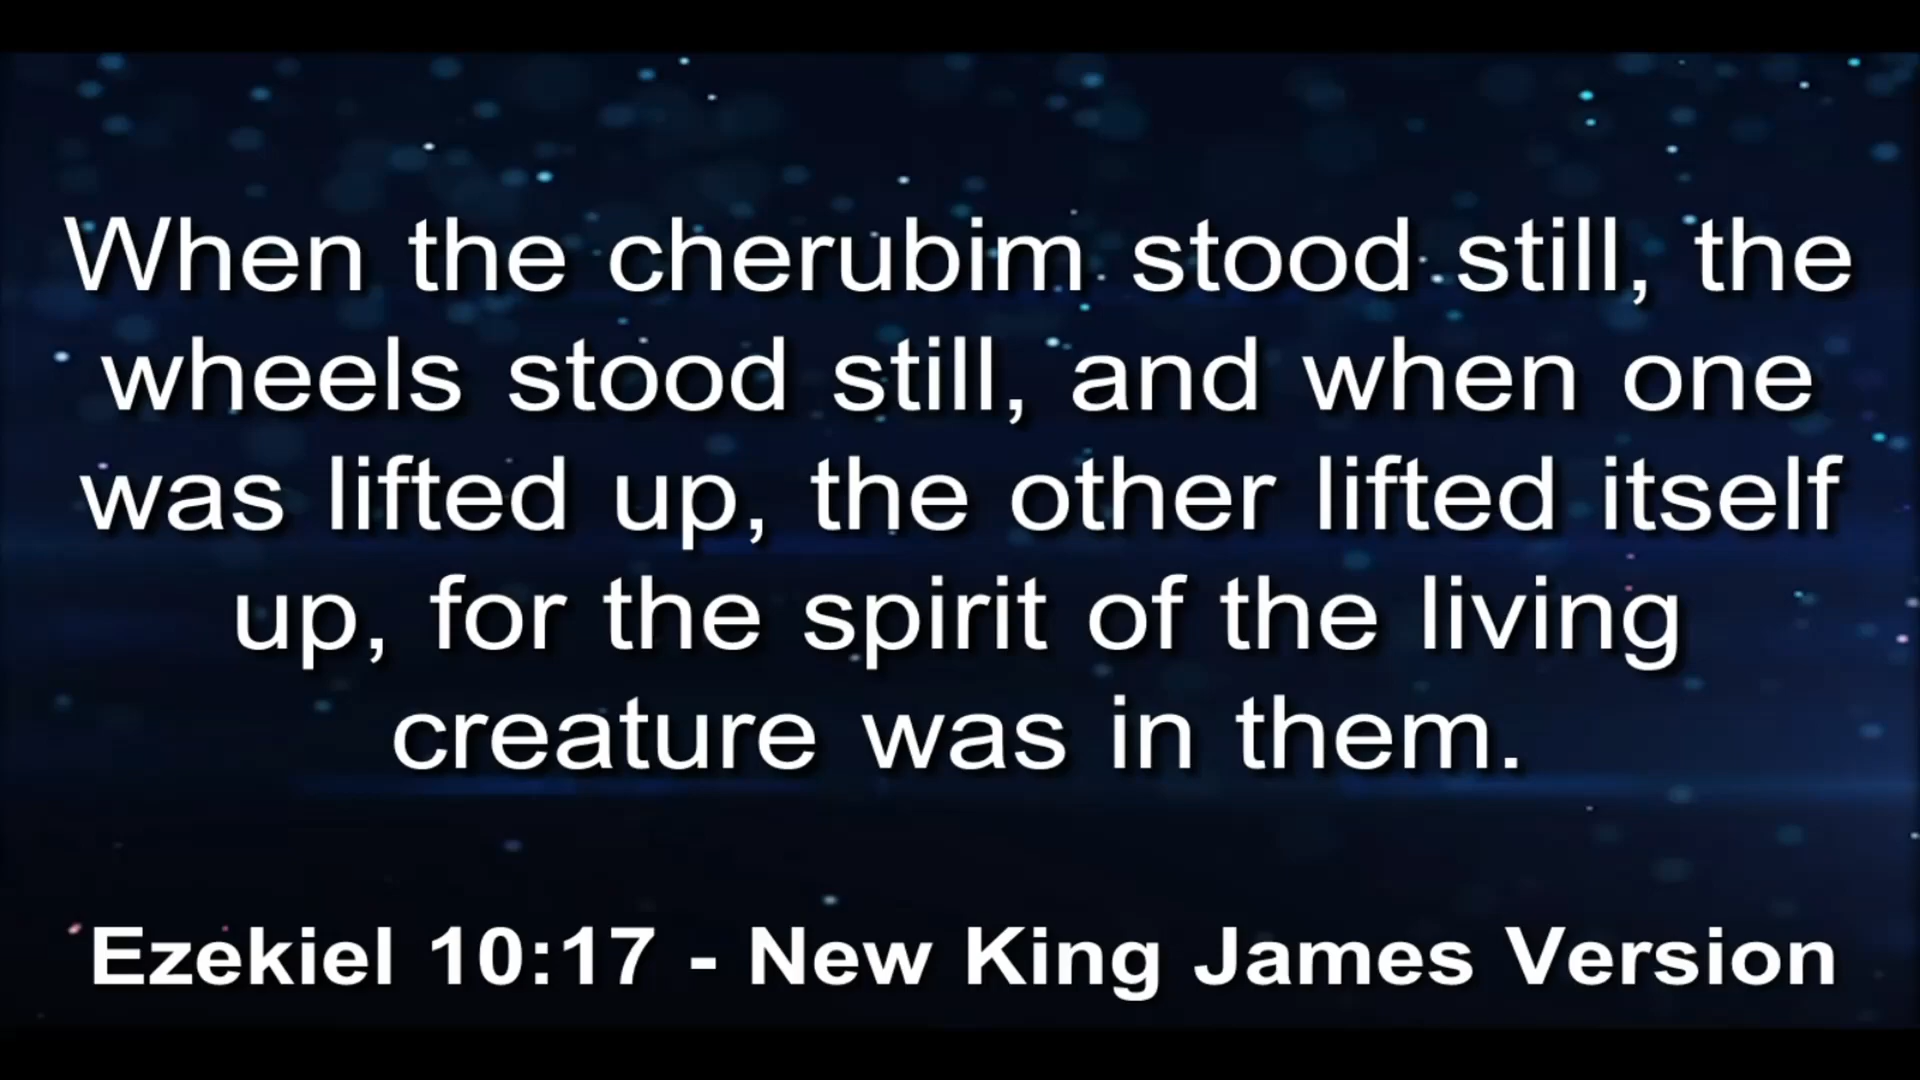 When the cherubim stood still, the
wheels stood still, and when one
was lifted up, the other lifted itself
up, for the spirit of the living
creature was in them.
Ezekiel 10:17 - New King James Version